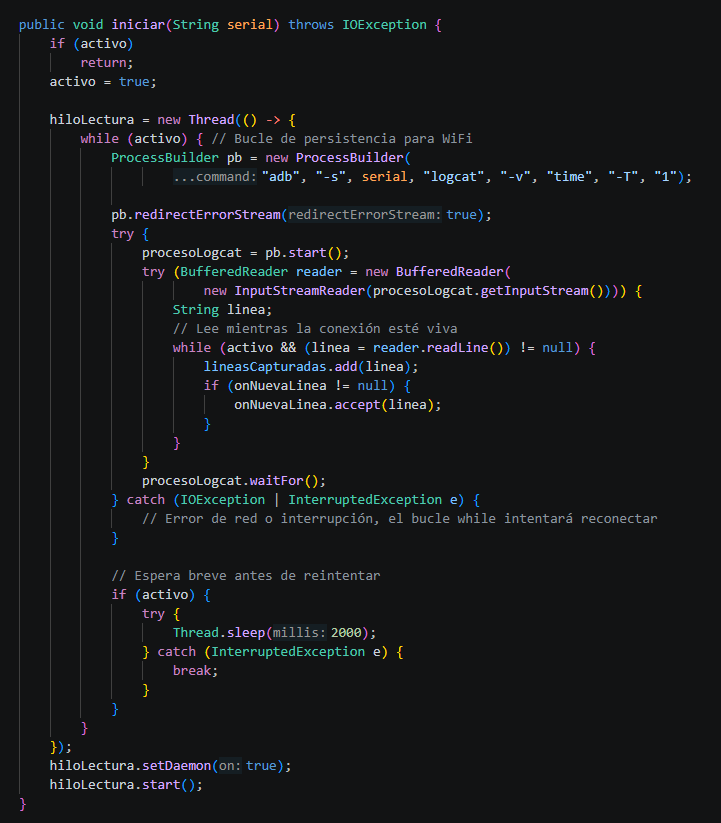 public void iniciar(String serial) throws IOException {
    if (activo)
        return;
    activo = true;

    hiloLectura = new Thread(() -> {
        while (activo) { // Bucle de persistencia para WiFi
            ProcessBuilder pb = new ProcessBuilder(
                    ...command: "adb", "-s", serial, "logcat", "-v", "time", "-T", "1");

            pb.redirectErrorStream(redirectErrorStream: true);
            try {
                procesoLogcat = pb.start();
                try (BufferedReader reader = new BufferedReader(
                        new InputStreamReader(procesoLogcat.getInputStream()))) {
                    String linea;
                    // Lee mientras la conexión esté viva
                    while (activo && (linea = reader.readLine()) != null) {
                        lineasCapturadas.add(linea);
                        if (onNuevaLinea != null) {
                            onNuevaLinea.accept(linea);
                        }
                    }
                }
                procesoLogcat.waitFor();
            } catch (IOException | InterruptedException e) {
                // Error de red o interrupción, el bucle while intentará reconectar
            }

            // Espera breve antes de reintentar
            if (activo) {
                try {
                    Thread.sleep(millis: 2000);
                } catch (InterruptedException e) {
                    break;
                }
            }
        }
    });
    hiloLectura.setDaemon(on: true);
    hiloLectura.start();
}